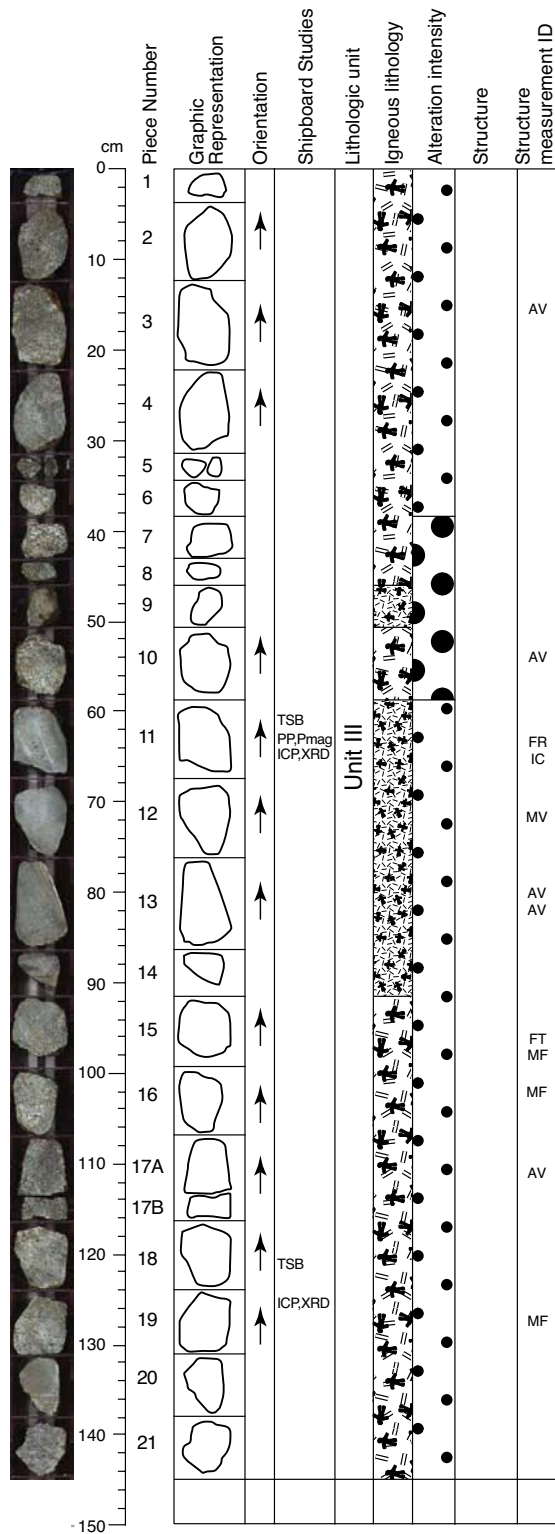 cm
Piece Number
Graphic
Representation
Orientation
Shipboard Studies
Lithologic unit
Igneous lithology
Alteration intensity
Structure
Structure
measurement ID
0
10
20
30
40
50
60
70
80
90
100
110
120
130
140
150
1
2
3
4
5
6
7
8
9
10
11
12
13
14
15
16
17A
17B
18
19
20
21
TSB
PP,Pmag
ICP,XRD
TSB
ICP,XRD
Unit III
AV
AV
FR
IC
MV
AV
AV
FT
MF
MF
AV
MF